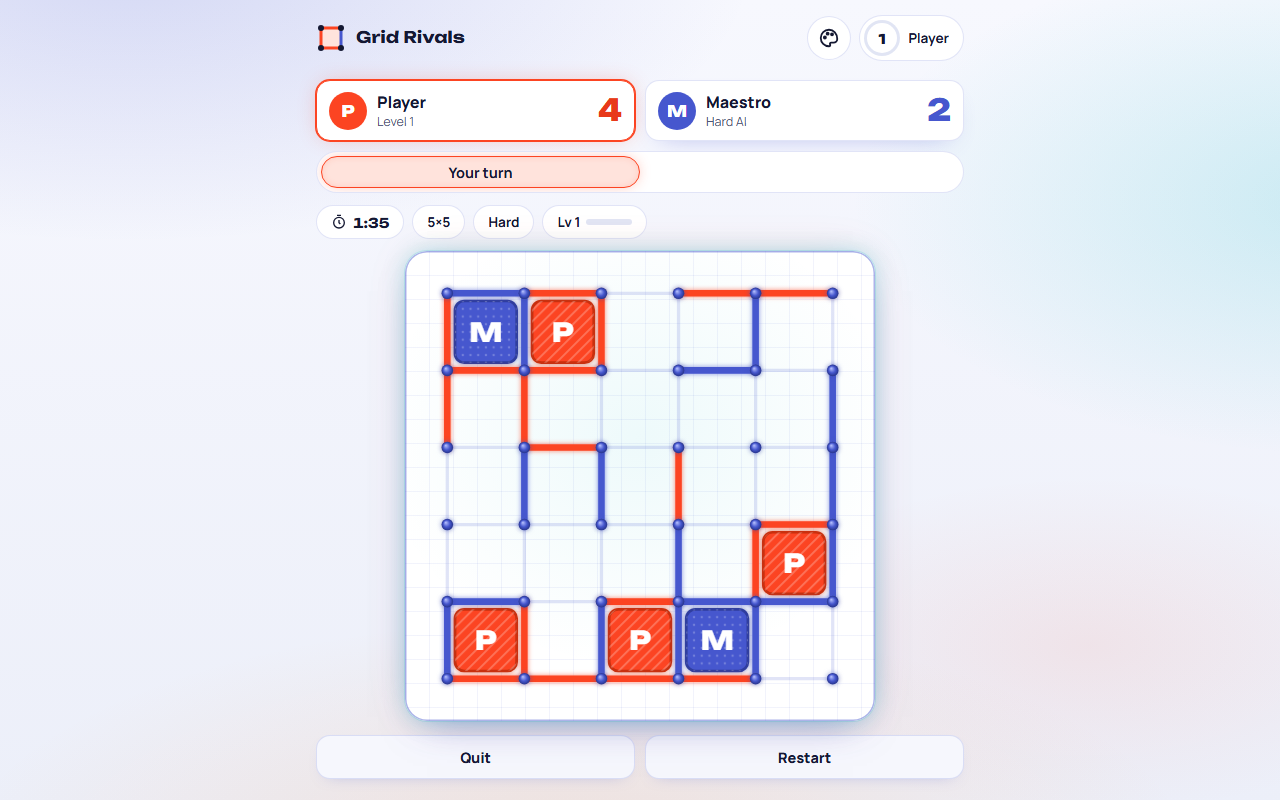 Grid Rivals
1 Player
P Player 4
Level 1
M Maestro 2
Hard AI
Your turn
1:35 5×5 Hard Lv 1
M P
P
P P M
Quit Restart